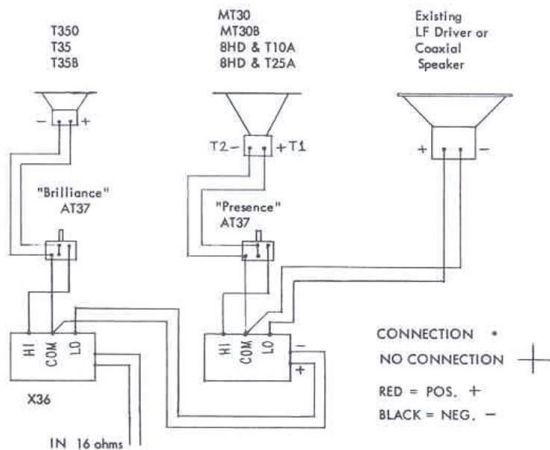 T350
T35
T35B
MT30
MT30B
8HD & T10A
8HD & T25A
Existing
LF Driver or
Coaxial
Speaker
- +
T2- +T1
+ -
"Brilliance"
AT37
"Presence"
AT37
HI COM LO
HI COM LO
-
+
X36
IN 16 ohms
CONNECTION •
NO CONNECTION
RED = POS. +
BLACK = NEG. -